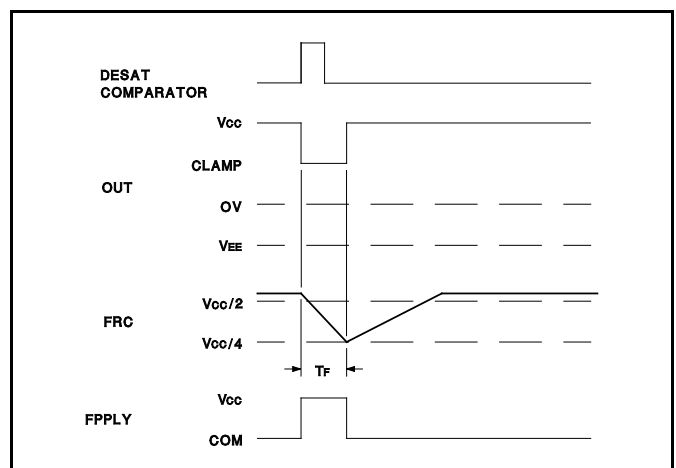 DESAT
COMPARATOR
Vcc
CLAMP
OUT
OV
VEE
Vcc/2
FRC
Vcc/4
TF
Vcc
FPPLY
COM